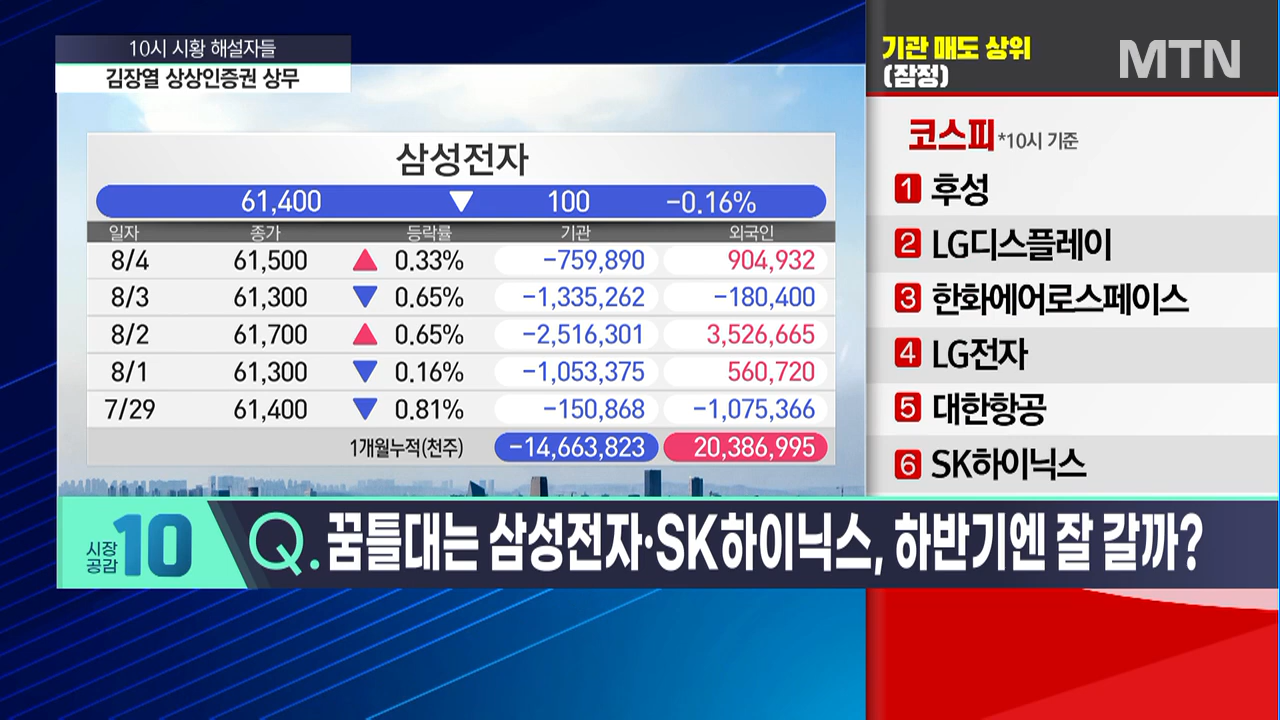 10시 시황 해설자들
김장열 상상인증권 상무
삼성전자
61,400 ▼ 100 -0.16%
일자 종가 등락률 기관 외국인
8/4 61,500 ▲ 0.33% -759,890 904,932
8/3 61,300 ▼ 0.65% -1,335,262 -180,400
8/2 61,700 ▲ 0.65% -2,516,301 3,526,665
8/1 61,300 ▼ 0.16% -1,053,375 560,720
7/29 61,400 ▼ 0.81% -150,868 -1,075,366
1개월누적(천주) -14,663,823 20,386,995
기관 매도 상위
(잠정)
MTN
코스피 *10시 기준
1 후성
2 LG디스플레이
3 한화에어로스페이스
4 LG전자
5 대한항공
6 SK하이닉스
시장
공감
10
Q. 꿈틀대는 삼성전자·SK하이닉스, 하반기엔 잘 갈까?